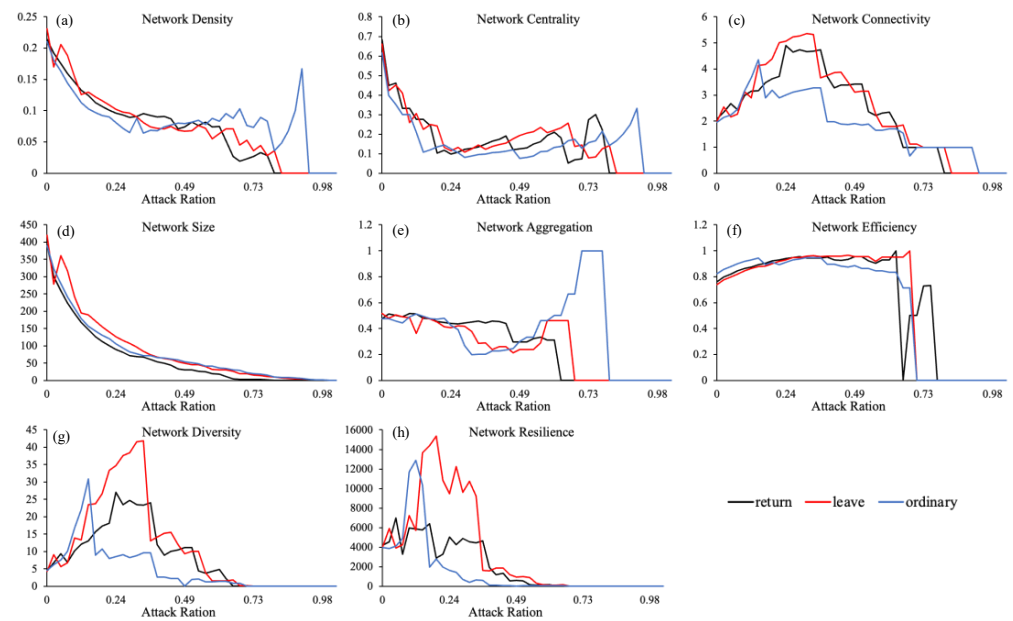 (a) Network Density
0.25
0.2
0.15
0.1
0.05
0
0 0.24 0.49 0.73 0.98
Attack Ration
(b) Network Centrality
0.8
0.7
0.6
0.5
0.4
0.3
0.2
0.1
0
0 0.24 0.49 0.73 0.98
Attack Ration
(c) Network Connectivity
6
5
4
3
2
1
0
0 0.24 0.49 0.73 0.98
Attack Ration
(d) Network Size
450
400
350
300
250
200
150
100
50
0
0 0.24 0.49 0.73 0.98
Attack Ration
(e) Network Aggregation
1.2
1
0.8
0.6
0.4
0.2
0
0 0.24 0.49 0.73 0.98
Attack Ration
(f) Network Efficiency
1.2
1
0.8
0.6
0.4
0.2
0
0 0.24 0.49 0.73 0.98
Attack Ration
(g) Network Diversity
45
40
35
30
25
20
15
10
5
0
0 0.24 0.49 0.73 0.98
Attack Ration
(h) Network Resilience
16000
14000
12000
10000
8000
6000
4000
2000
0
0 0.24 0.49 0.73 0.98
Attack Ration
return leave ordinary